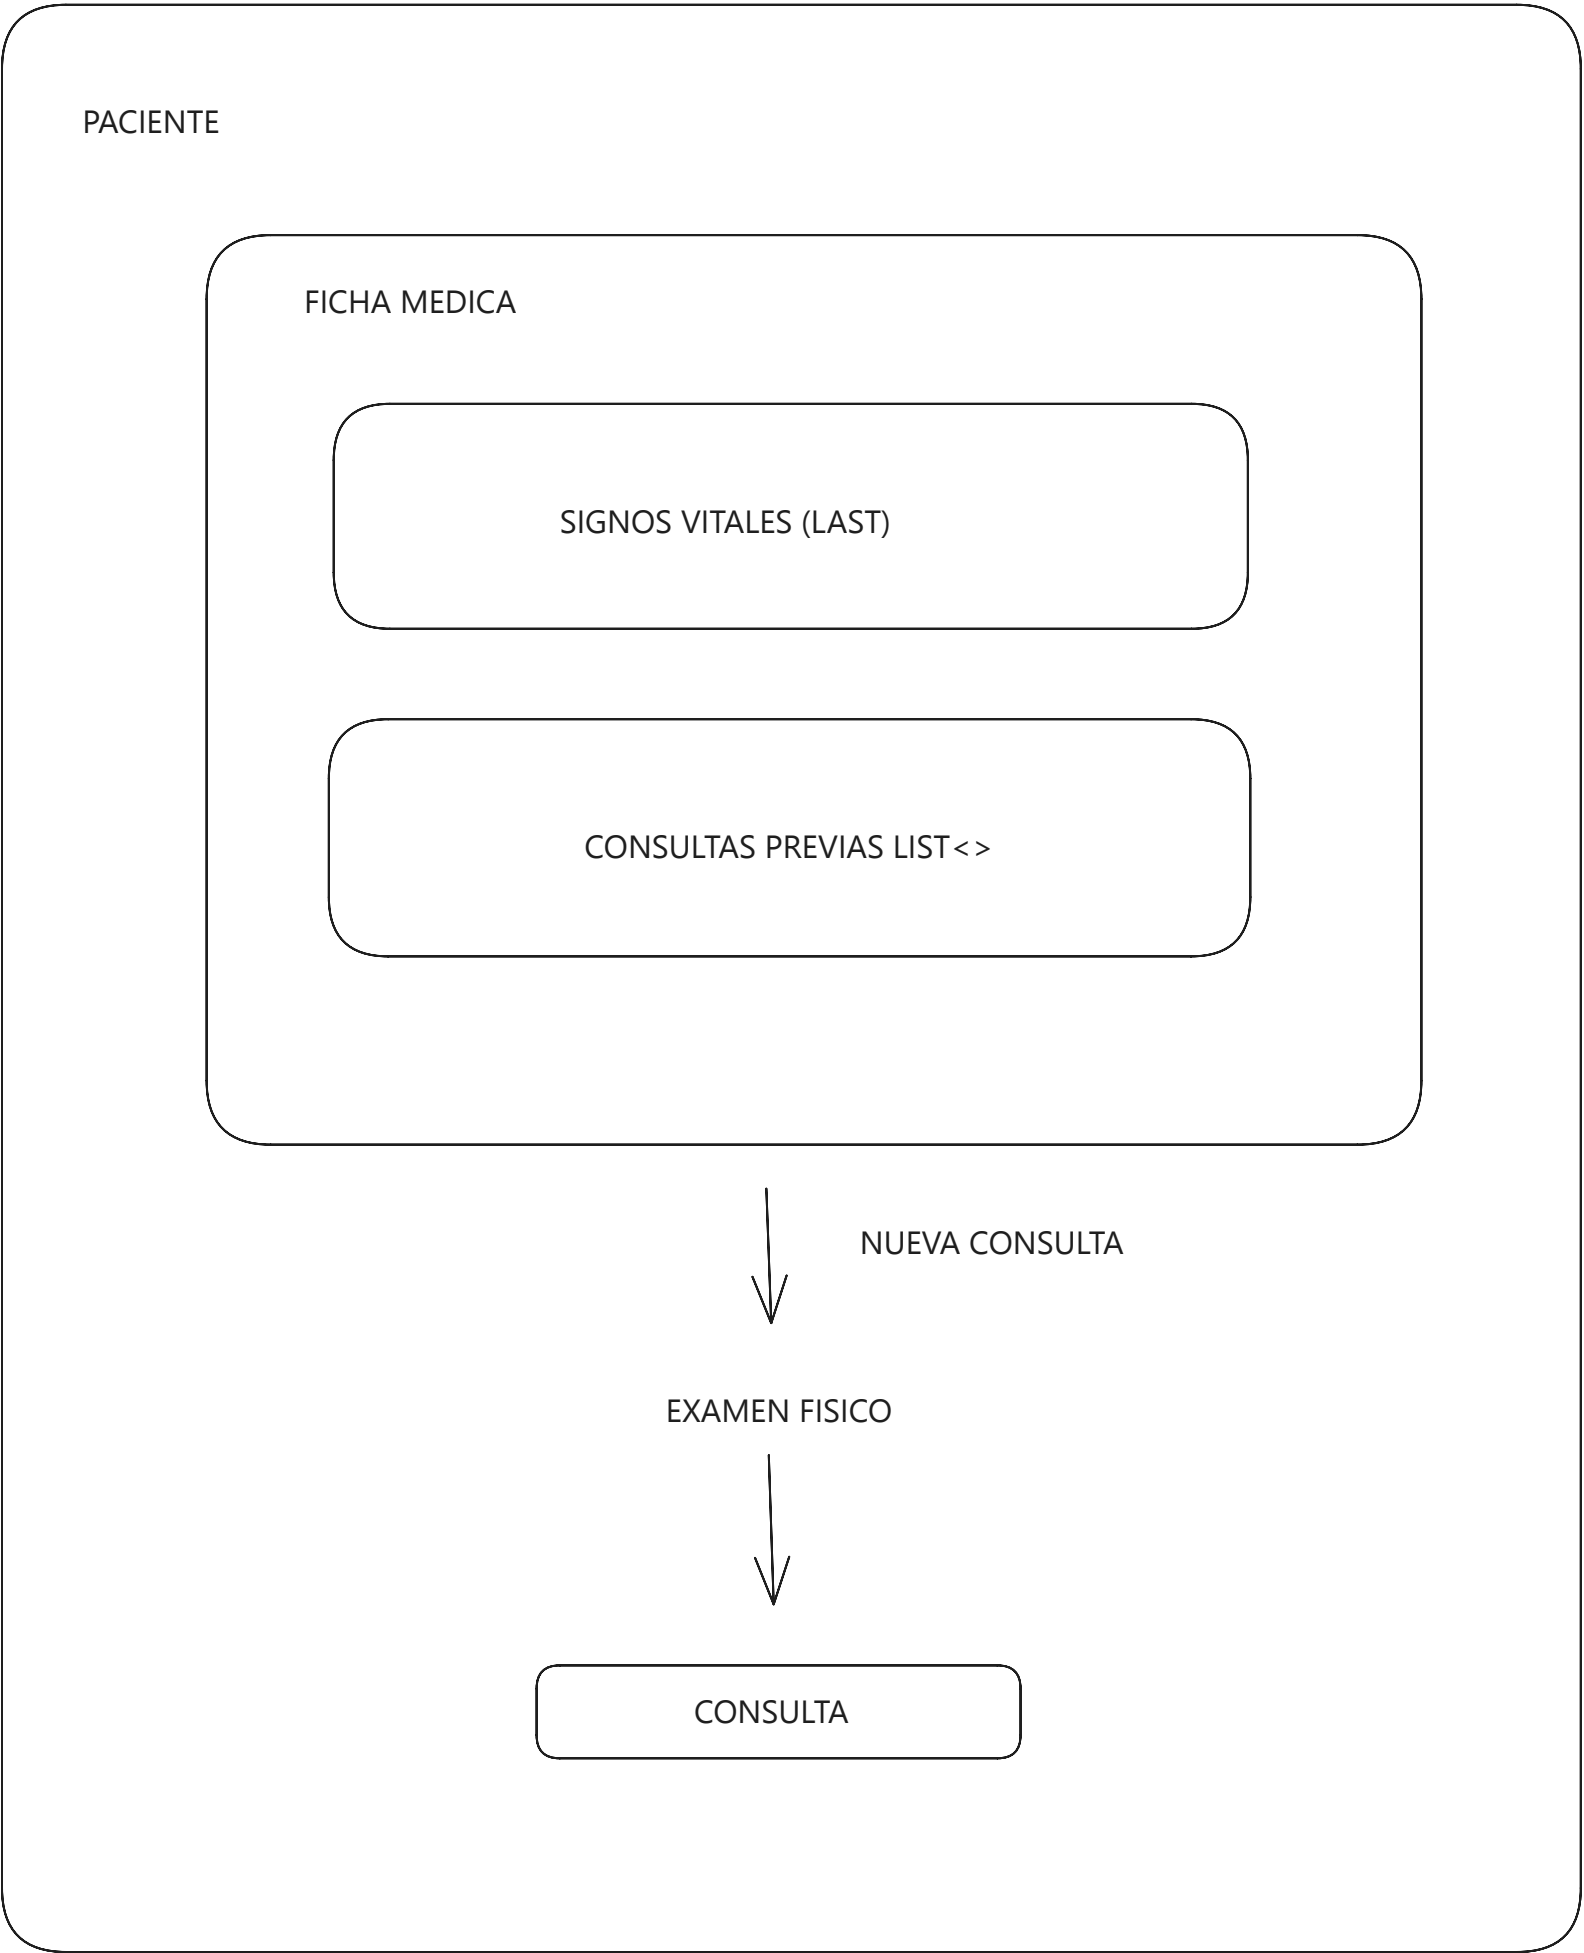 PACIENTE
FICHA MEDICA
SIGNOS VITALES (LAST)
CONSULTAS PREVIAS LIST<>
NUEVA CONSULTA
EXAMEN FISICO
CONSULTA